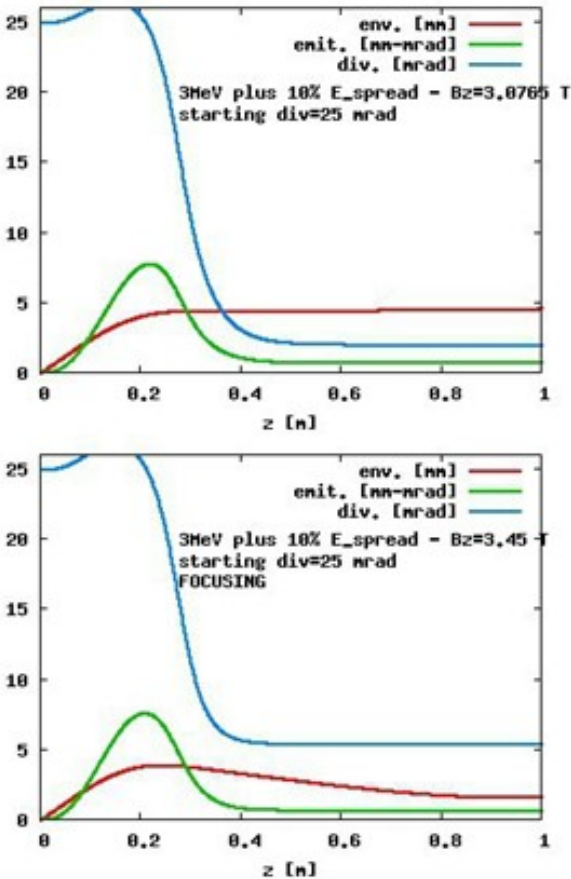 25
20
15
10
5
0
env. [mm]
emit. [mm-mrad]
div. [mrad]
3MeV plus 10% E_spread - Bz=3.0765 T
starting div=25 mrad
0 0.2 0.4 0.6 0.8 1
z [m]
25
20
15
10
5
0
env. [mm]
emit. [mm-mrad]
div. [mrad]
3MeV plus 10% E_spread - Bz=3.45 T
starting div=25 mrad
FOCUSING
0 0.2 0.4 0.6 0.8 1
z [m]